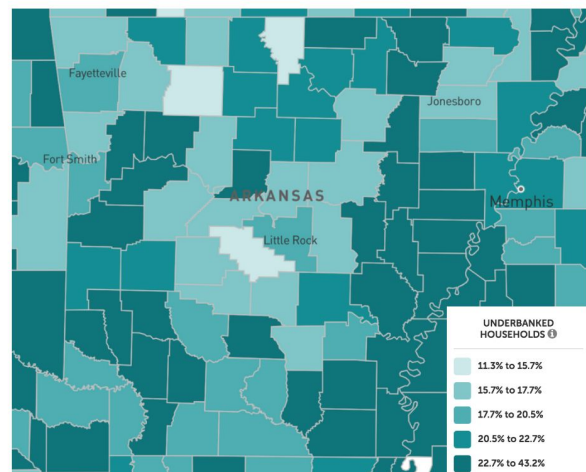 Fayetteville
Jonesboro
Fort Smith
ARKANSAS
Memphis
Little Rock
UNDERBANKED
HOUSEHOLDS
11.3% to 15.7%
15.7% to 17.7%
17.7% to 20.5%
20.5% to 22.7%
22.7% to 43.2%